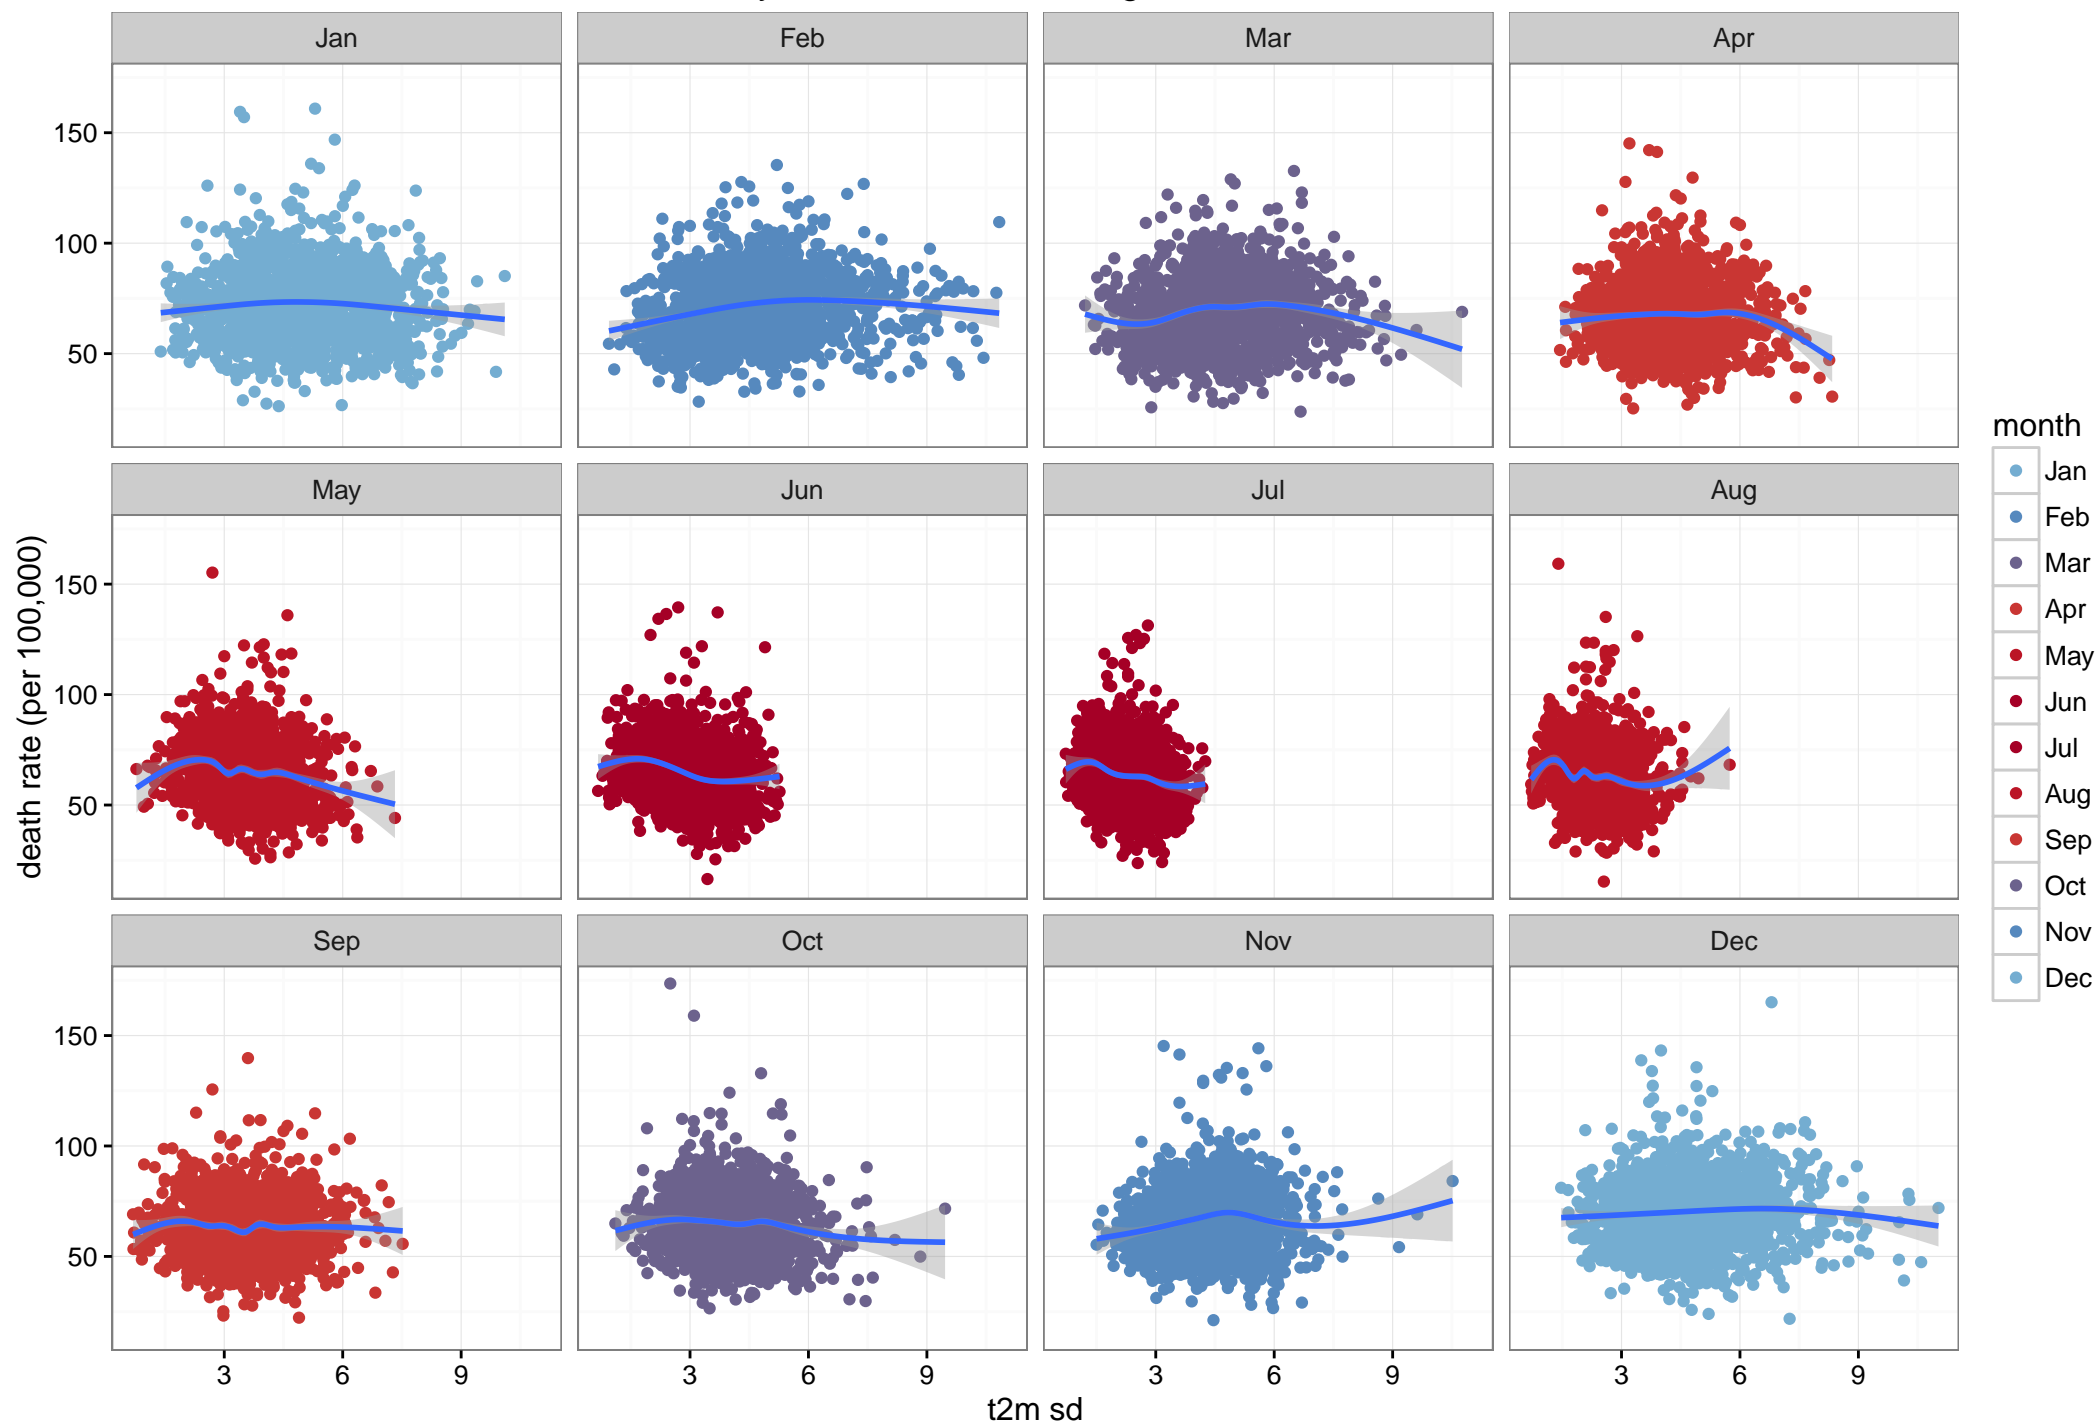 Jan Feb Mar Apr
150
100
50
May Jun Jul Aug
150
100
50
Sep Oct Nov Dec
150
100
50
3 6 9 3 6 9 3 6 9 3 6 9
t2m sd
death rate (per 100,000)
month
Jan
Feb
Mar
Apr
May
Jun
Jul
Aug
Sep
Oct
Nov
Dec